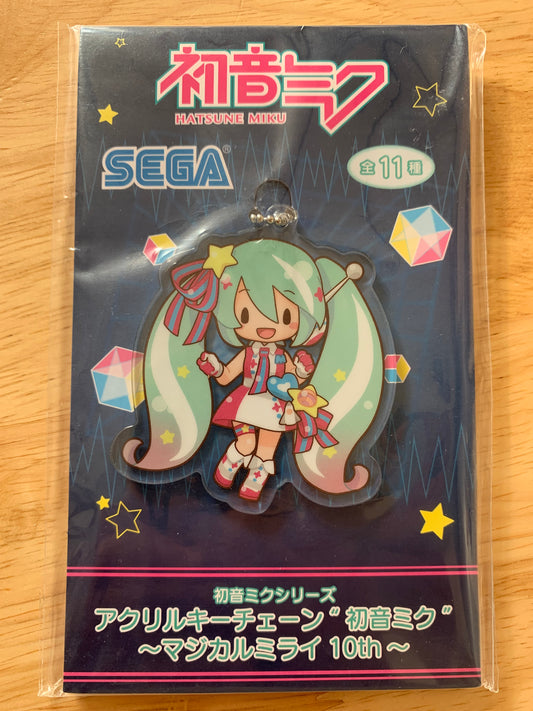 初音ミク
HATSUNE MIKU
SEGA®
全11種
初音ミクシリーズ
アクリルキーチェーン“初音ミク”
～マジカルミライ 10th～